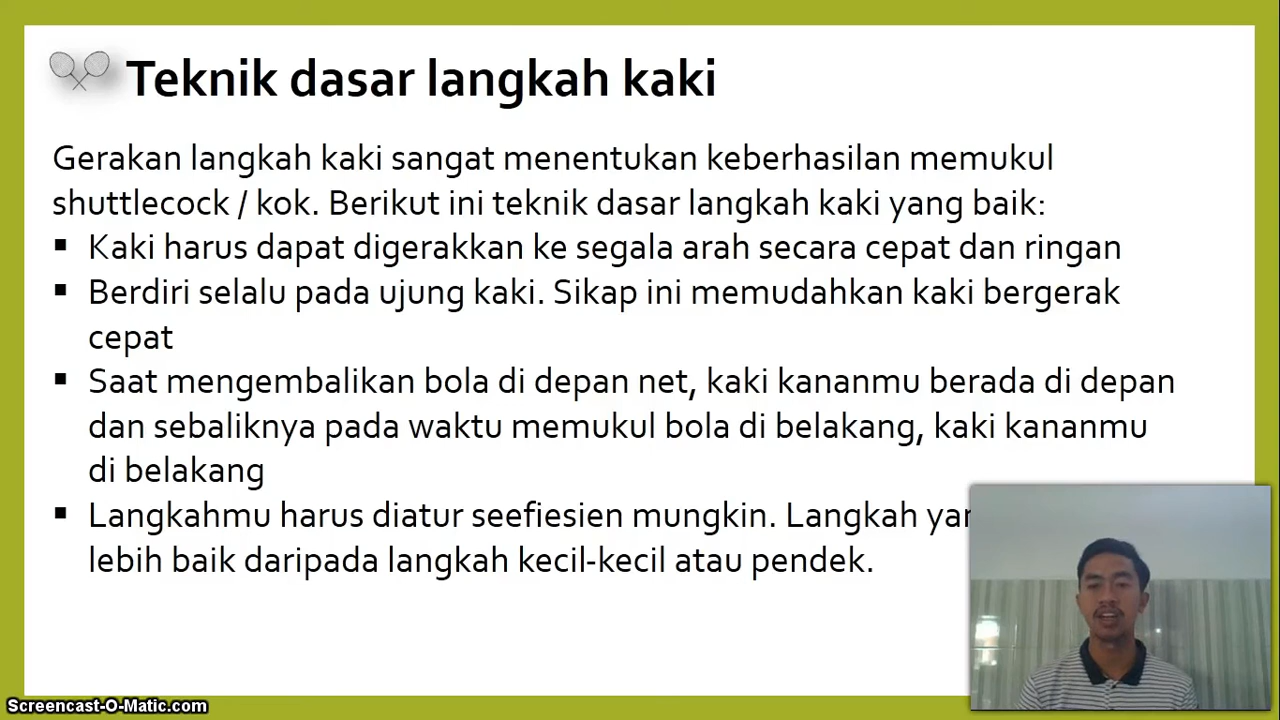 Teknik dasar langkah kaki
Gerakan langkah kaki sangat menentukan keberhasilan memukul
shuttlecock / kok. Berikut ini teknik dasar langkah kaki yang baik:
▪ Kaki harus dapat digerakkan ke segala arah secara cepat dan ringan
▪ Berdiri selalu pada ujung kaki. Sikap ini memudahkan kaki bergerak
cepat
▪ Saat mengembalikan bola di depan net, kaki kananmu berada di depan
dan sebaliknya pada waktu memukul bola di belakang, kaki kananmu
di belakang
▪ Langkahmu harus diatur seefiesien mungkin. Langkah
lebih baik daripada langkah kecil-kecil atau pendek.
Screencast-O-Matic.com